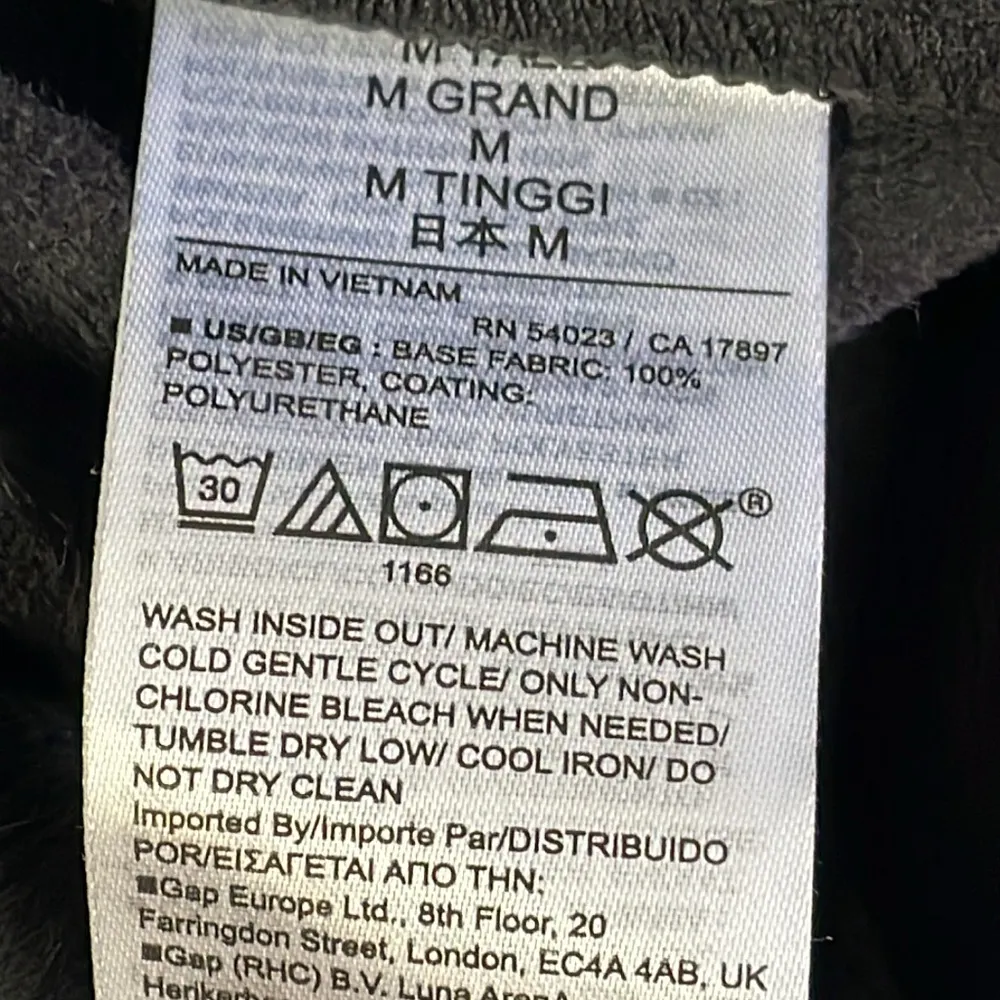 M GRAND
M
M TINGGI
日本 M
MADE IN VIETNAM
RN 54023 / CA 17897
■ US/GB/EG : BASE FABRIC: 100%
POLYESTER, COATING:
POLYURETHANE
30
®
1166
WASH INSIDE OUT/ MACHINE WASH
COLD GENTLE CYCLE/ ONLY NON-
CHLORINE BLEACH WHEN NEEDED/
TUMBLE DRY LOW/ COOL IRON/ DO
NOT DRY CLEAN
Imported By/Importe Par/DISTRIBUIDO
POR/ΕΙΣΑΓΕΤΑΙ ΑΠΟ ΤΗΝ:
■Gap Europe Ltd., 8th Floor, 20
Farringdon Street, London, EC4A 4AB, UK
■Gap (RHC) B.V. Luna